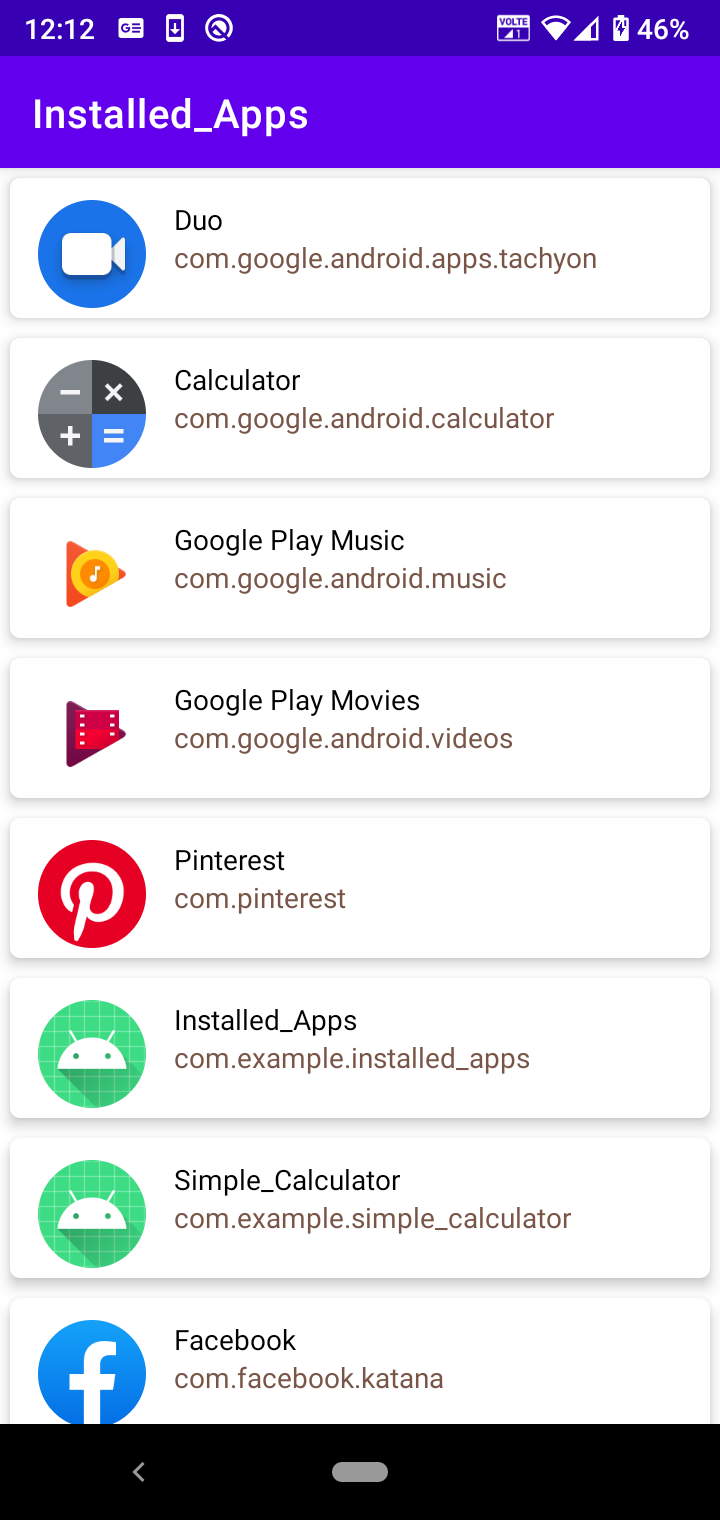 12:12 VOLTE 1 46%
Installed_Apps
Duo
com.google.android.apps.tachyon
Calculator
com.google.android.calculator
Google Play Music
com.google.android.music
Google Play Movies
com.google.android.videos
Pinterest
com.pinterest
Installed_Apps
com.example.installed_apps
Simple_Calculator
com.example.simple_calculator
Facebook
com.facebook.katana